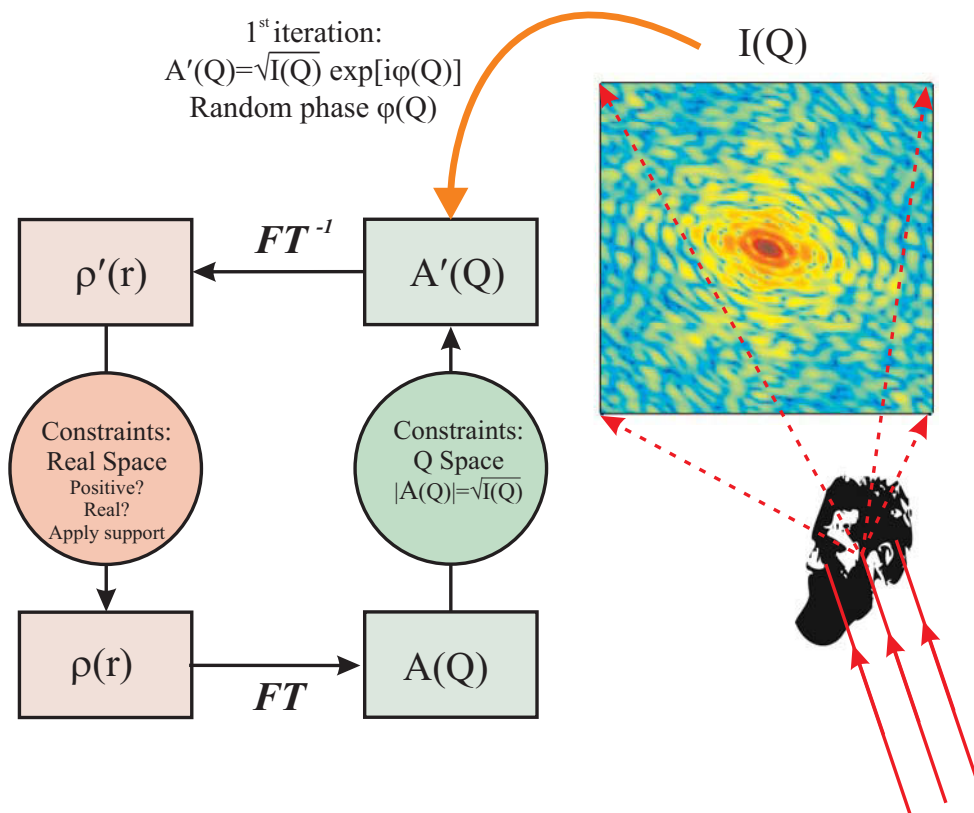 1st iteration:
A′(Q)=√I(Q) exp[iφ(Q)]
Random phase φ(Q)
I(Q)
FT -1
ρ′(r)
A′(Q)
Constraints:
Real Space
Positive?
Real?
Apply support
Constraints:
Q Space
|A(Q)|=√I(Q)
ρ(r)
A(Q)
FT